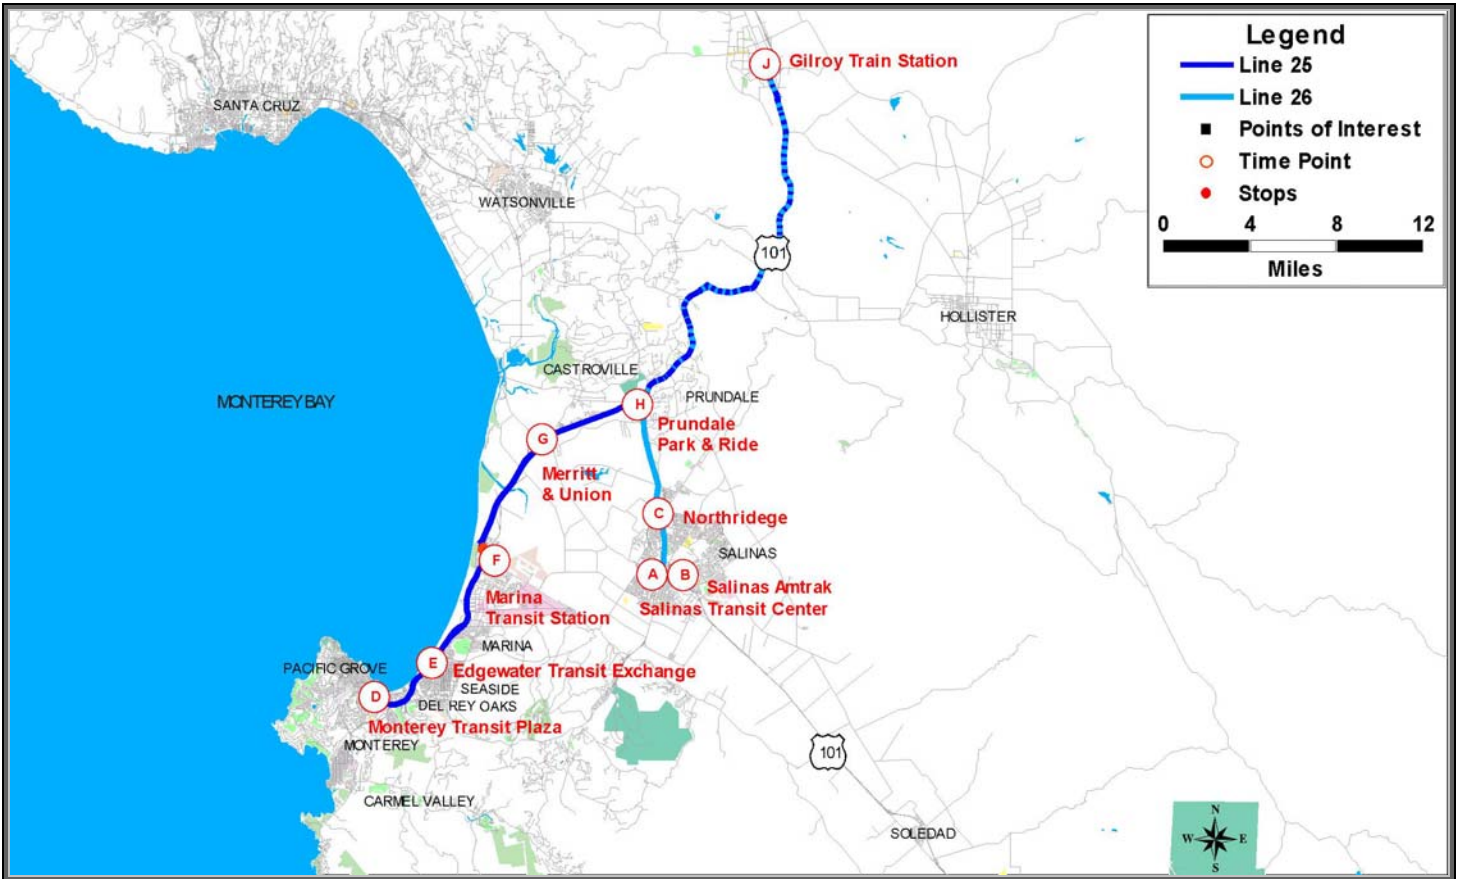 Legend
Line 25
Line 26
Points of Interest
Time Point
Stops
0 4 8 12
Miles
J Gilroy Train Station
SANTA CRUZ
WATSONVILLE
101
HOLLISTER
MONTEREY BAY
CASTROVILLE
PRUNDALE
H
Prundale
Park & Ride
G
Merritt
& Union
C Northridege
SALINAS
F
A B Salinas Amtrak
Salinas Transit Center
Marina
Transit Station
MARINA
PACIFIC GROVE
E Edgewater Transit Exchange
SEASIDE
D
DEL REY OAKS
Monterey Transit Plaza
MONTEREY
101
CARMEL VALLEY
SOLEDAD
N
W E
S